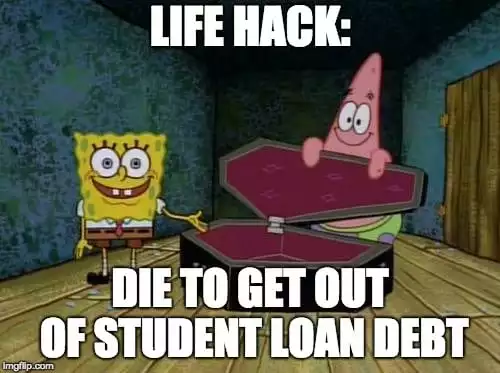 LIFE HACK:
DIE TO GET OUT
OF STUDENT LOAN DEBT
imgflip.com